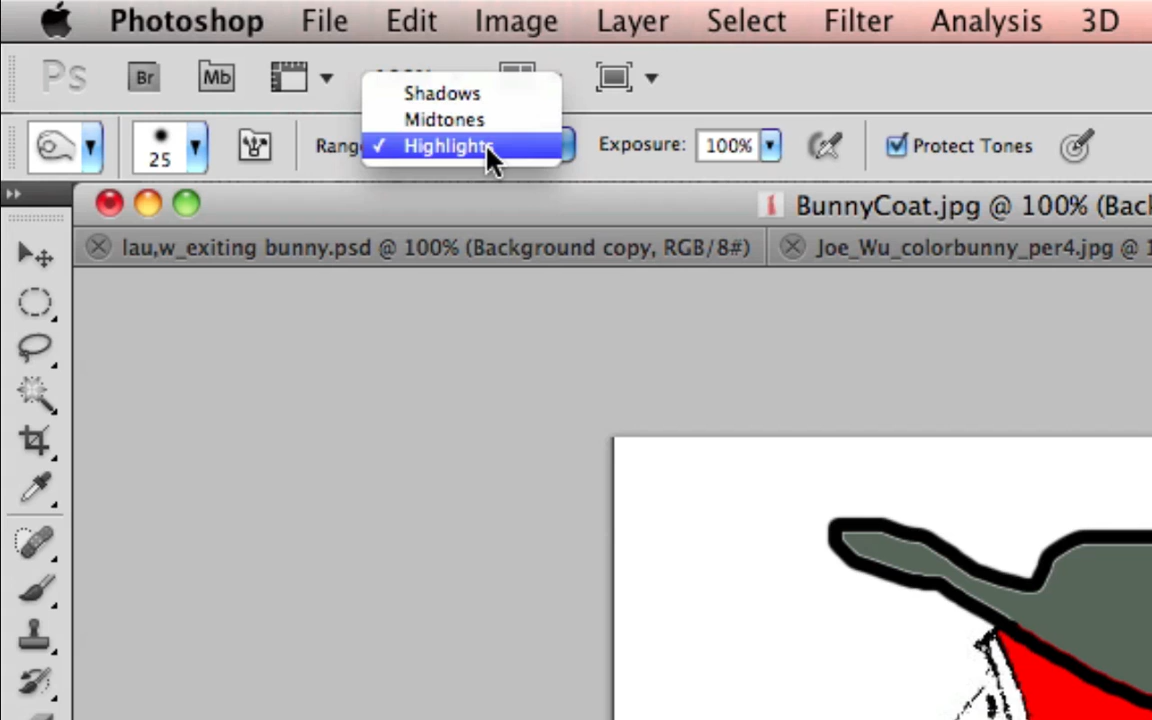 Photoshop File Edit Image Layer Select Filter Analysis 3D
Ps Br Mb
Shadows
Midtones
✓ Highlights
25 Exposure: 100% Protect Tones
BunnyCoat.jpg @ 100%
lau,w_exiting bunny.psd @ 100% (Background copy, RGB/8#) Joe_Wu_colorbunny_per4.jpg @